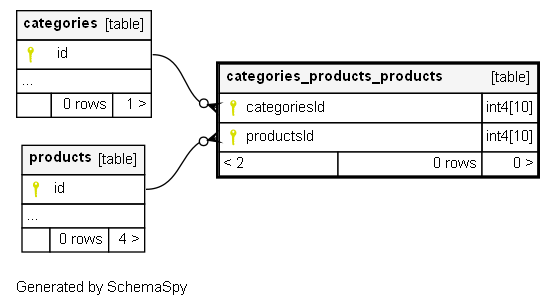 categories [table]
id
...
0 rows 1 >
products [table]
id
...
0 rows 4 >
categories_products_products [table]
categoriesId int4[10]
productsId int4[10]
< 2 0 rows 0 >
Generated by SchemaSpy